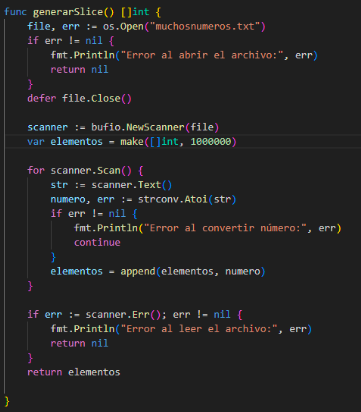 func generarSlice() []int {
    file, err := os.Open("muchosnumeros.txt")
    if err != nil {
        fmt.Println("Error al abrir el archivo:", err)
        return nil
    }
    defer file.Close()

    scanner := bufio.NewScanner(file)
    var elementos = make([]int, 1000000)

    for scanner.Scan() {
        str := scanner.Text()
        numero, err := strconv.Atoi(str)
        if err != nil {
            fmt.Println("Error al convertir número:", err)
            continue
        }
        elementos = append(elementos, numero)
    }

    if err := scanner.Err(); err != nil {
        fmt.Println("Error al leer el archivo:", err)
        return nil
    }
    return elementos

}